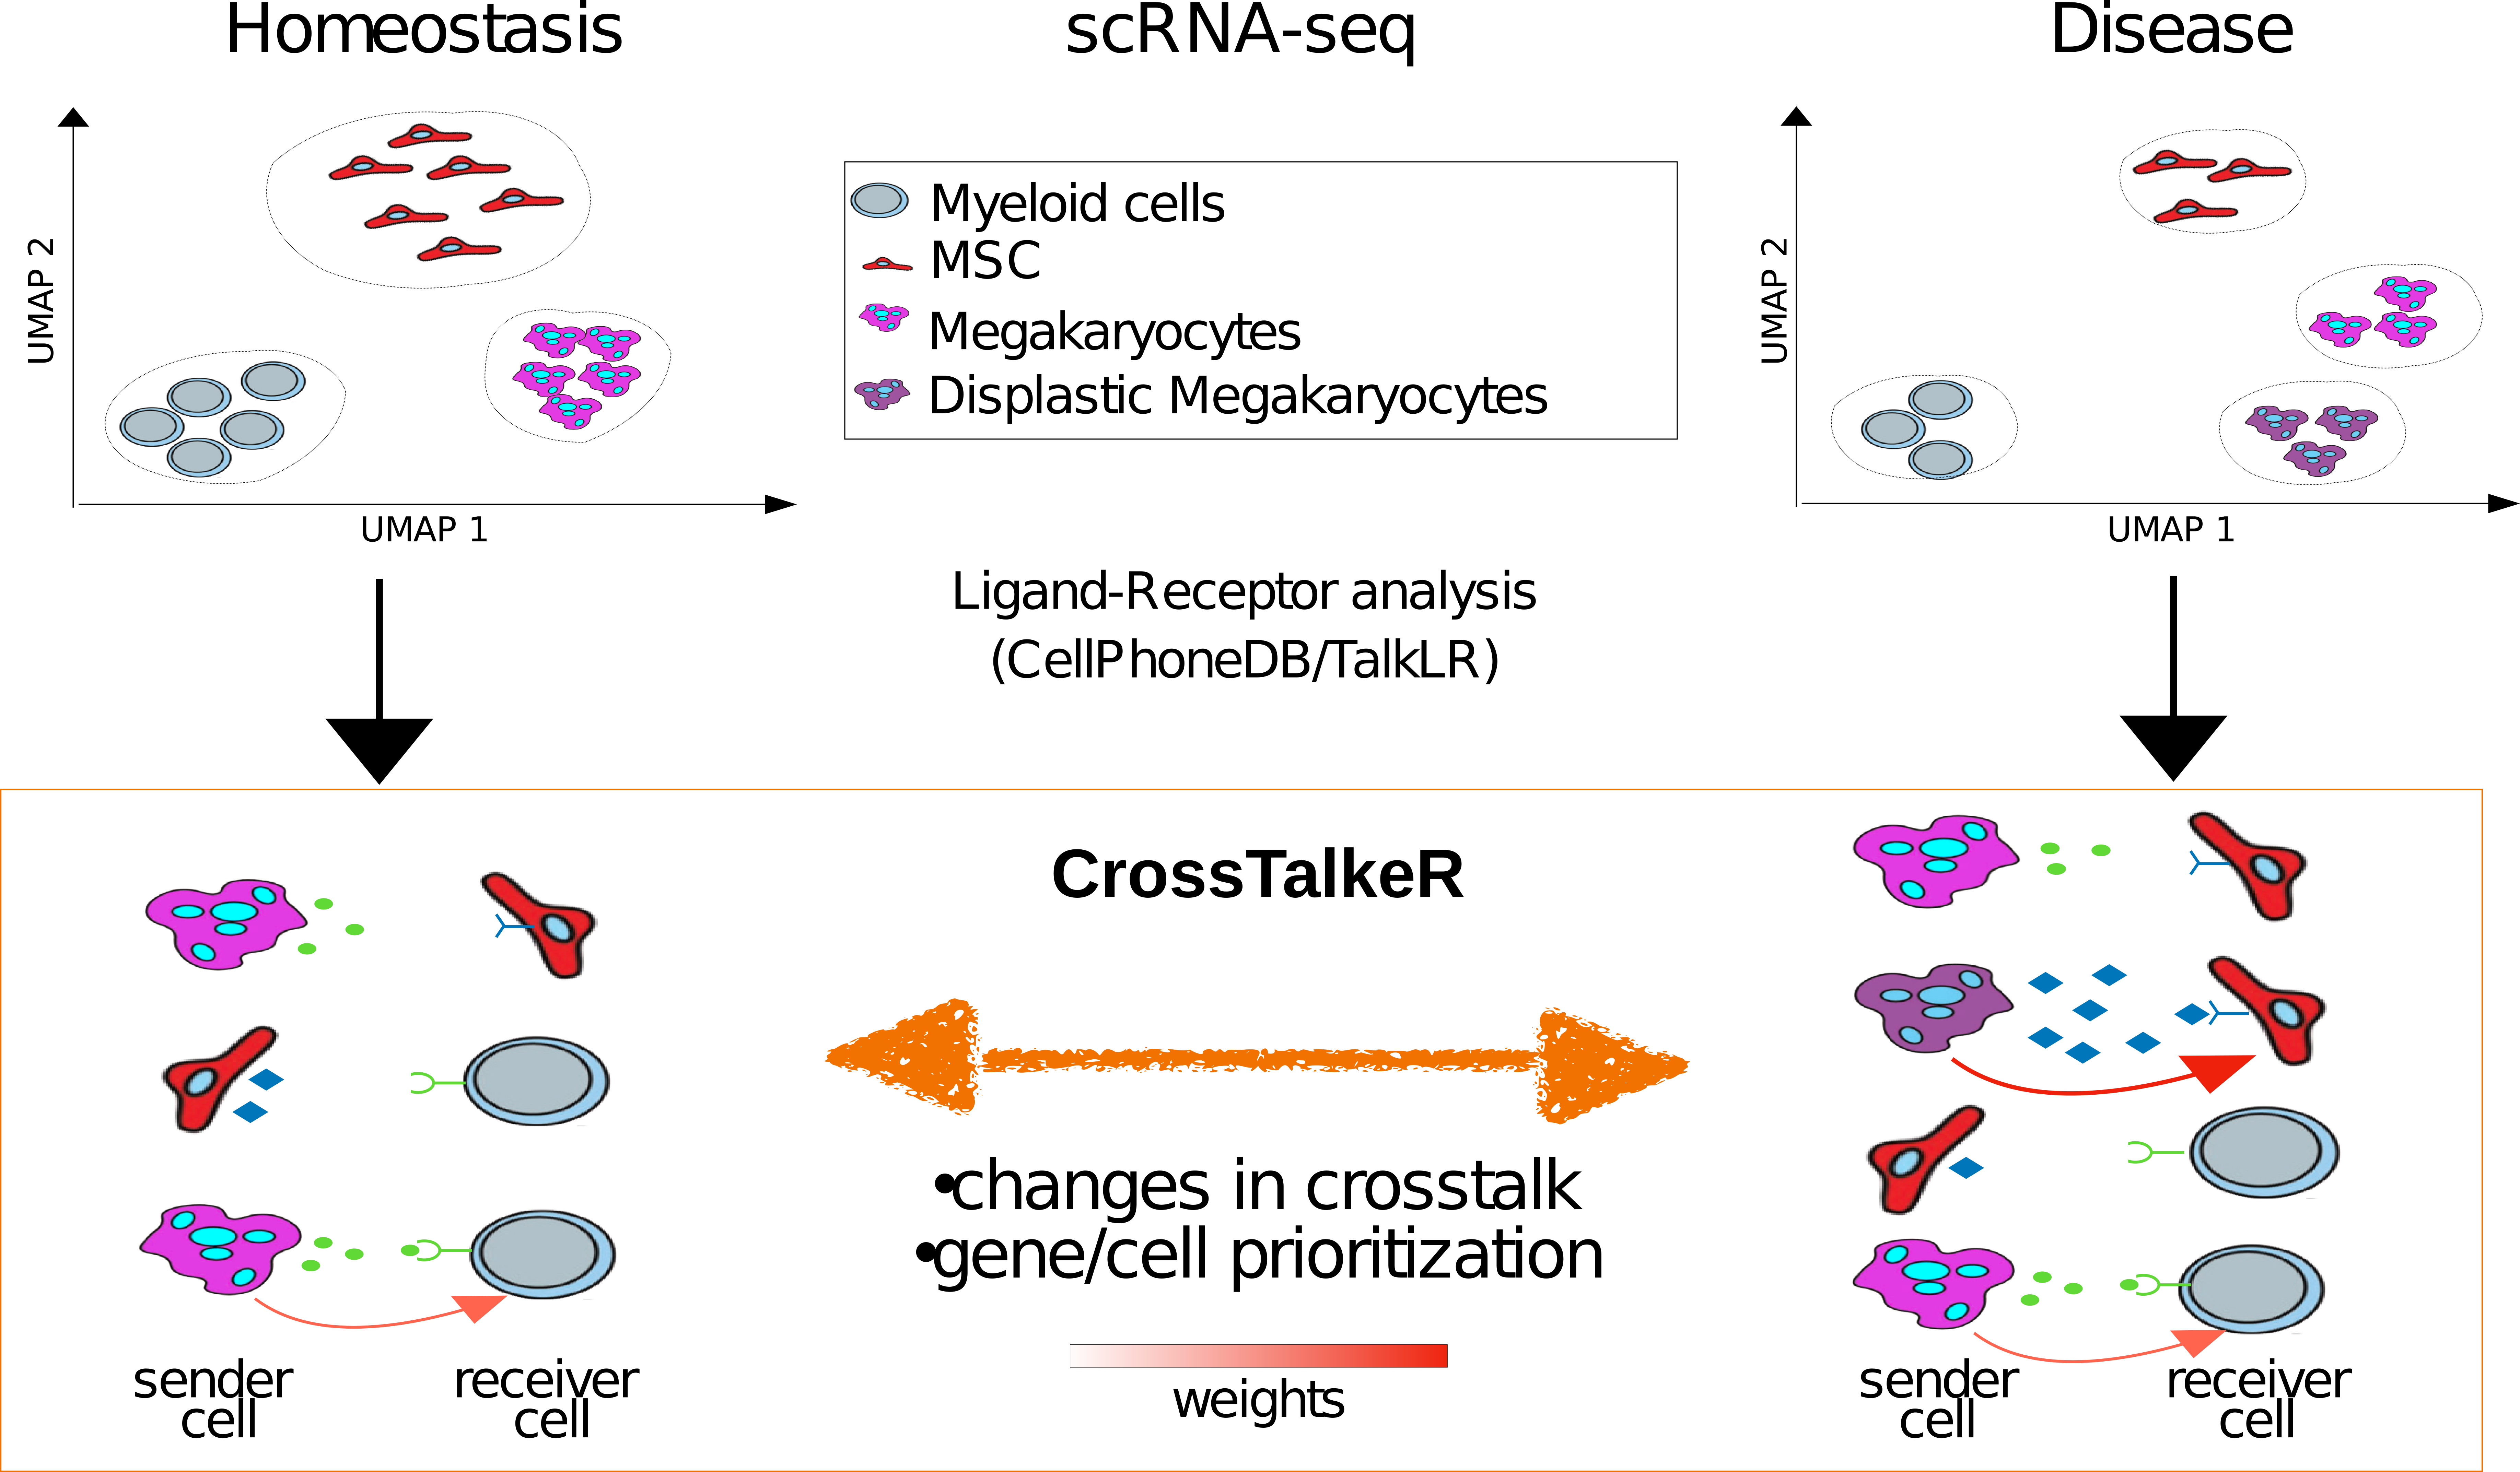 Homeostasis
scRNA-seq
Disease
UMAP 2
UMAP 1
Myeloid cells
MSC
Megakaryocytes
Displastic Megakaryocytes
UMAP 2
UMAP 1
Ligand-Receptor analysis
(CellPhoneDB/TalkLR)
CrossTalkeR
•changes in crosstalk
•gene/cell prioritization
weights
sender
cell
receiver
cell
sender
cell
receiver
cell